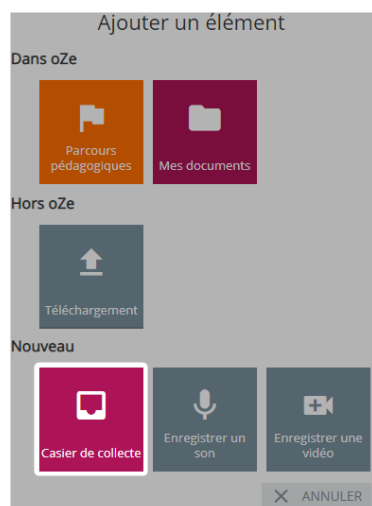 Ajouter un élément
Dans oZe
Parcours
pédagogiques
Mes documents
Hors oZe
Téléchargement
Nouveau
Casier de collecte
Enregistrer un
son
Enregistrer une
vidéo
ANNULER